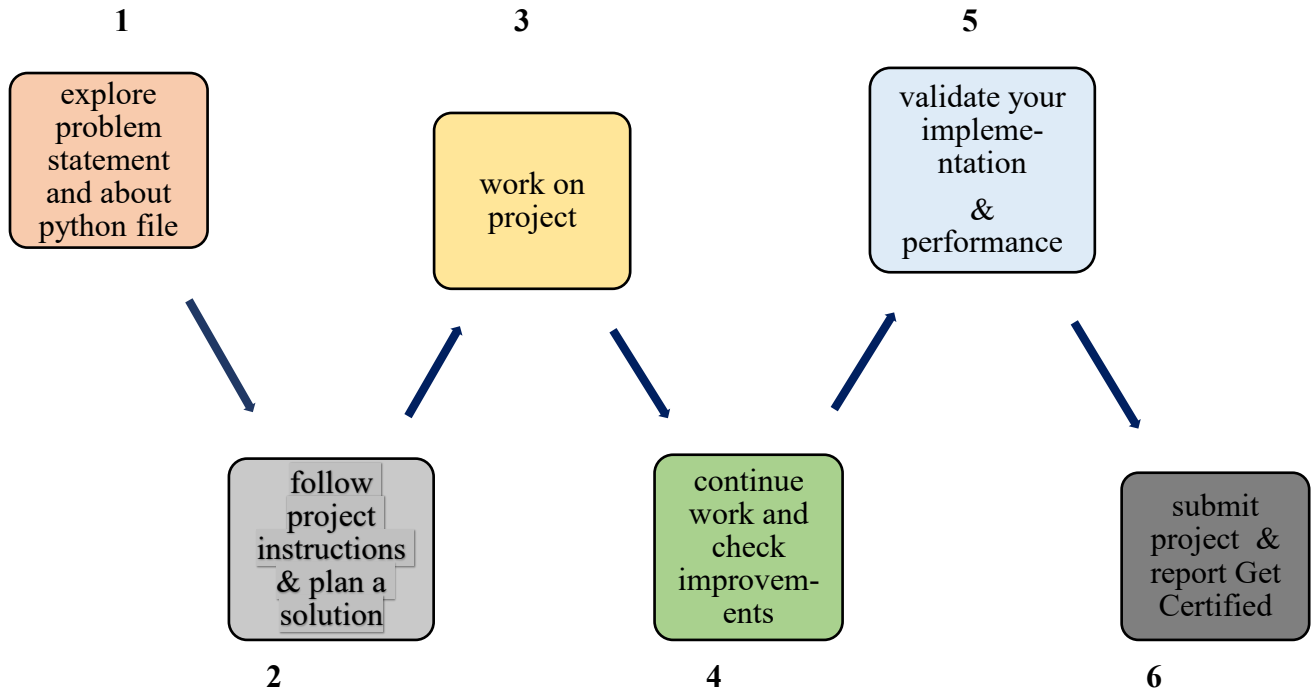 1
explore
problem
statement
and about
python file
2
follow
project
instructions
& plan a
solution
3
work on
project
4
continue
work and
check
improvem-
ents
5
validate your
impleme-
ntation
&
performance
6
submit
project &
report Get
Certified